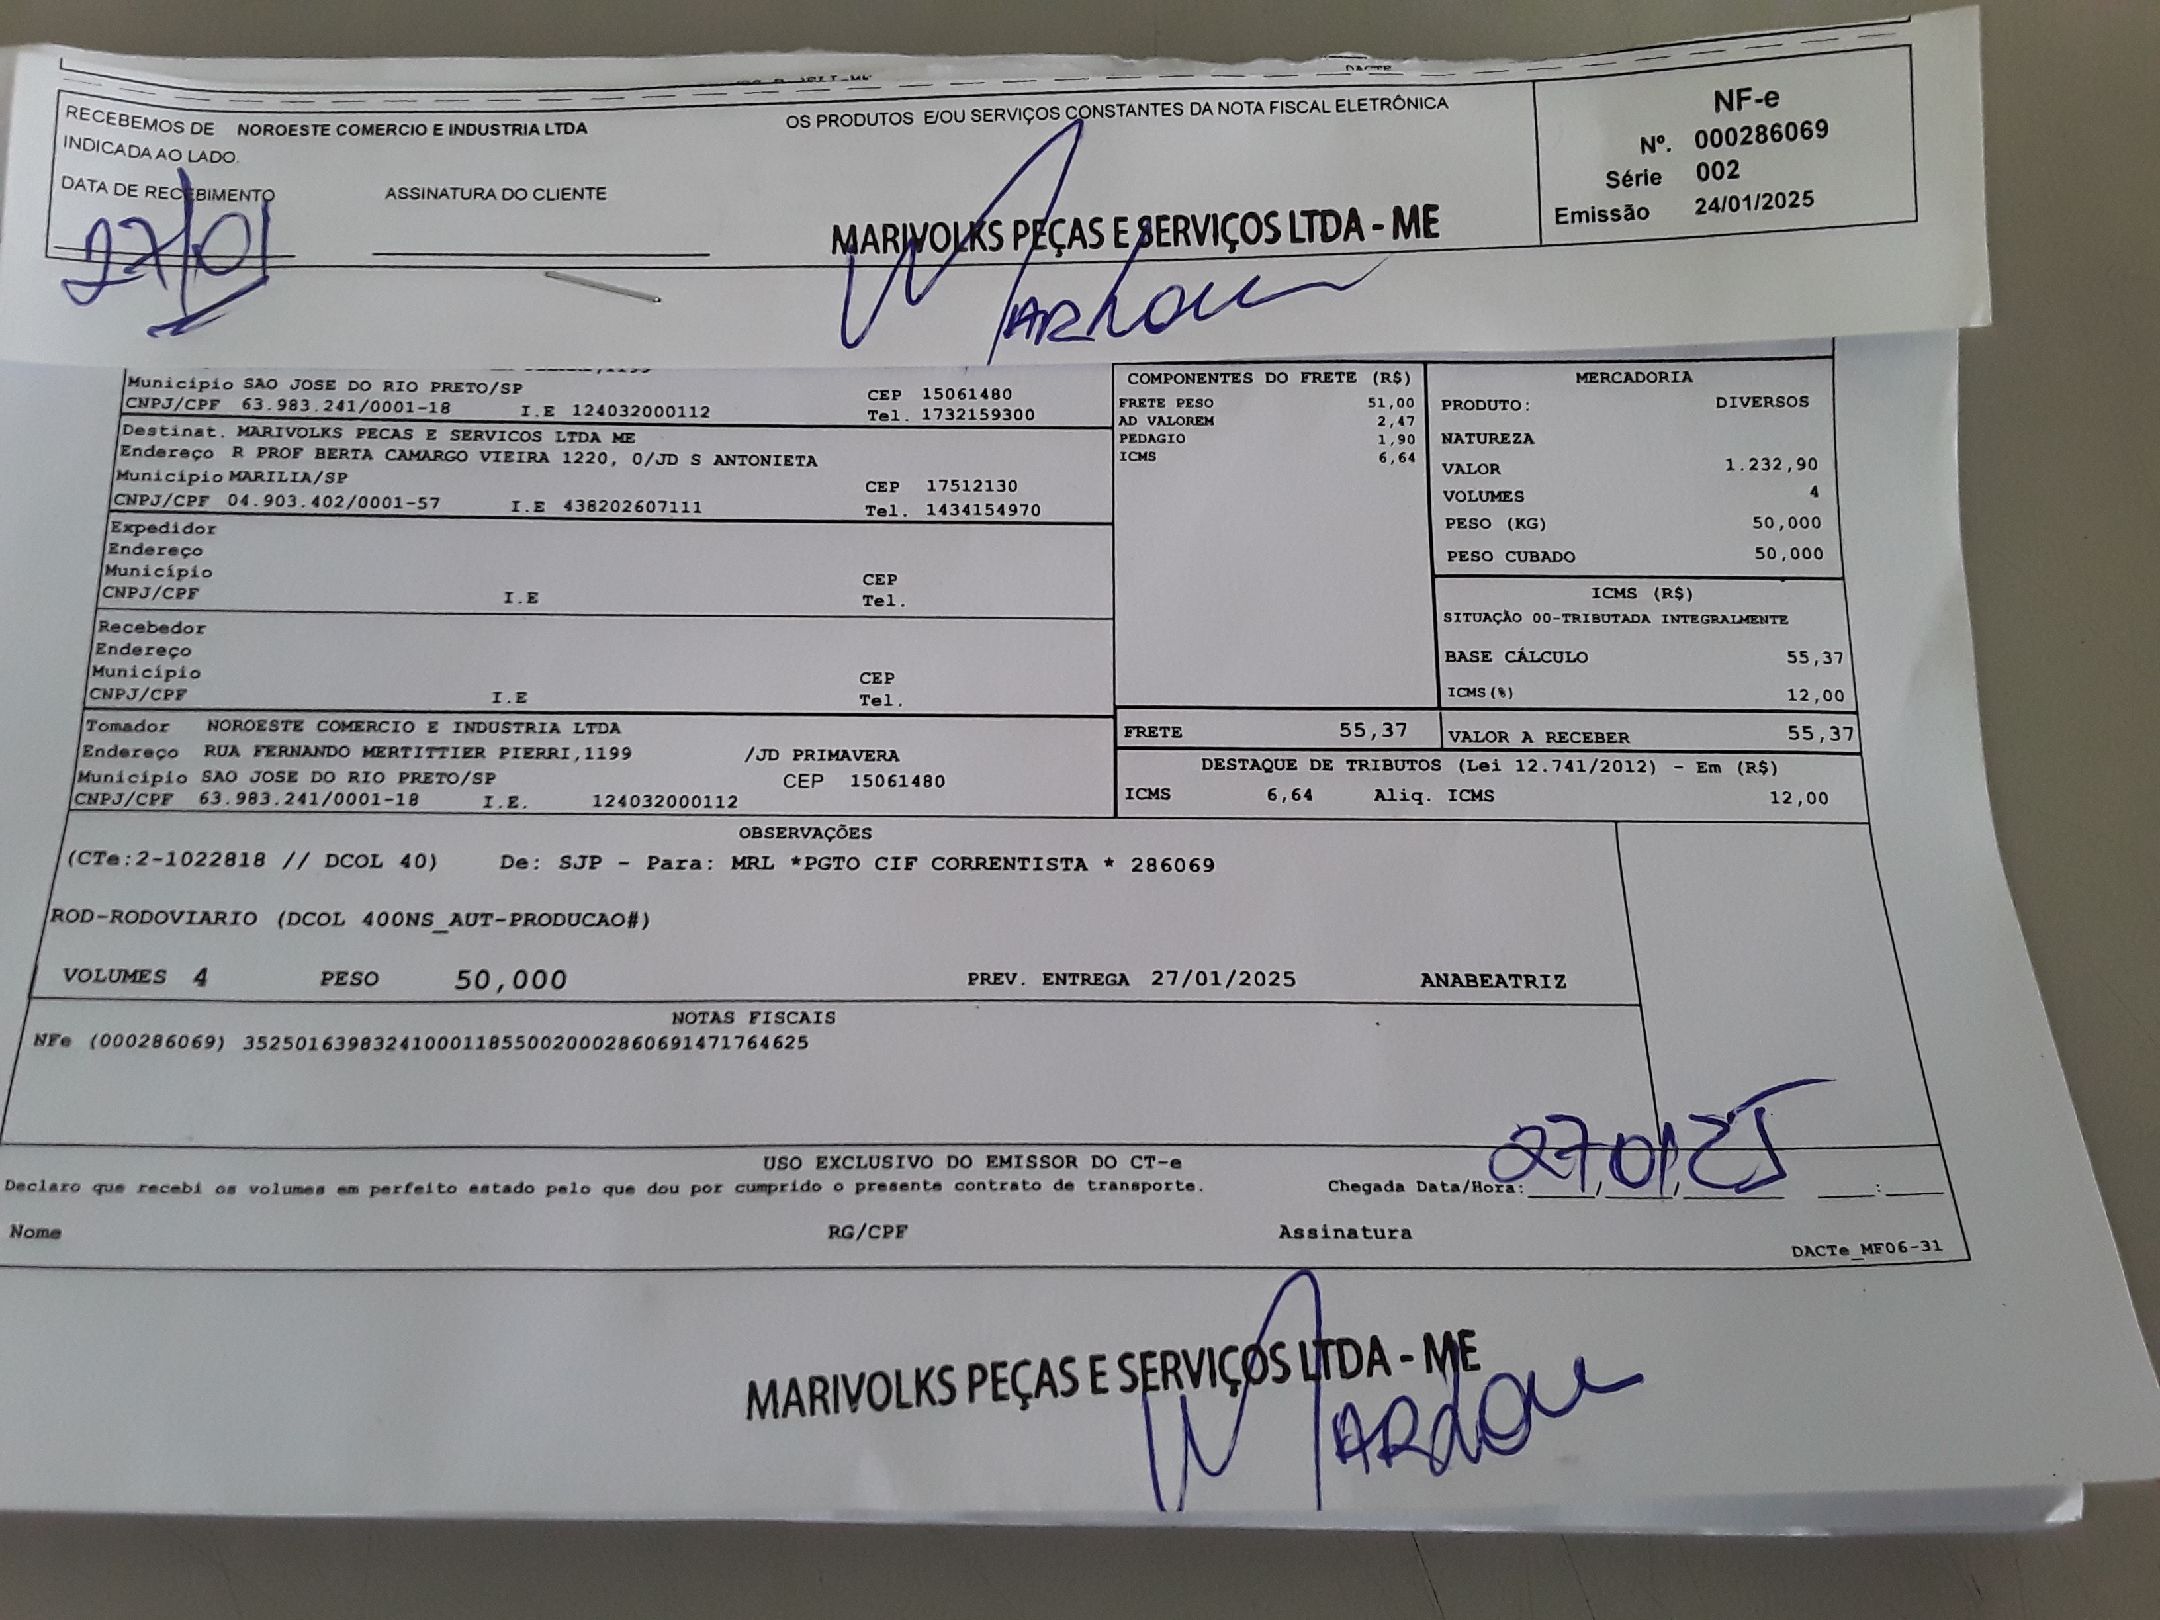 DACTE
RECEBEMOS DE NOROESTE COMERCIO E INDUSTRIA LTDA OS PRODUTOS E/OU SERVIÇOS CONSTANTES DA NOTA FISCAL ELETRÔNICA
INDICADA AO LADO.
DATA DE RECEBIMENTO ASSINATURA DO CLIENTE
27/01
MARIVOLKS PEÇAS E SERVIÇOS LTDA - ME
NF-e
Nº. 000286069
Série 002
Emissão 24/01/2025
Município SAO JOSE DO RIO PRETO/SP CEP 15061480
CNPJ/CPF 63.983.241/0001-18 I.E 124032000112 Tel. 1732159300
Destinat. MARIVOLKS PECAS E SERVICOS LTDA ME
Endereço R PROF BERTA CAMARGO VIEIRA 1220, 0/JD S ANTONIETA
Município MARILIA/SP CEP 17512130
CNPJ/CPF 04.903.402/0001-57 I.E 438202607111 Tel. 1434154970
Expedidor
Endereço
Município CEP
CNPJ/CPF I.E Tel.
Recebedor
Endereço
Município CEP
CNPJ/CPF I.E Tel.
Tomador NOROESTE COMERCIO E INDUSTRIA LTDA
Endereço RUA FERNANDO MERTITTIER PIERRI,1199 /JD PRIMAVERA
Município SAO JOSE DO RIO PRETO/SP CEP 15061480
CNPJ/CPF 63.983.241/0001-18 I.E. 124032000112
COMPONENTES DO FRETE (R$)
FRETE PESO 51,00
AD VALOREM 2,47
PEDAGIO 1,90
ICMS 6,64
MERCADORIA
PRODUTO: DIVERSOS
NATUREZA
VALOR 1.232,90
VOLUMES 4
PESO (KG) 50,000
PESO CUBADO 50,000
ICMS (R$)
SITUAÇÃO 00-TRIBUTADA INTEGRALMENTE
BASE CÁLCULO 55,37
ICMS(%) 12,00
FRETE 55,37 VALOR A RECEBER 55,37
DESTAQUE DE TRIBUTOS (Lei 12.741/2012) - Em (R$)
ICMS 6,64 Aliq. ICMS 12,00
OBSERVAÇÕES
(CTe:2-1022818 // DCOL 40) De: SJP - Para: MRL *PGTO CIF CORRENTISTA * 286069
ROD-RODOVIARIO (DCOL 400NS_AUT-PRODUCAO#)
VOLUMES 4 PESO 50,000 PREV. ENTREGA 27/01/2025 ANABEATRIZ
NOTAS FISCAIS
NFe (000286069) 35250163983241000118550020002860691471764625
USO EXCLUSIVO DO EMISSOR DO CT-e
Declaro que recebi os volumes em perfeito estado pelo que dou por cumprido o presente contrato de transporte. Chegada Data/Hora: 27/01/25 :
Nome RG/CPF Assinatura
DACTe_MF06-31
MARIVOLKS PEÇAS E SERVIÇOS LTDA - ME